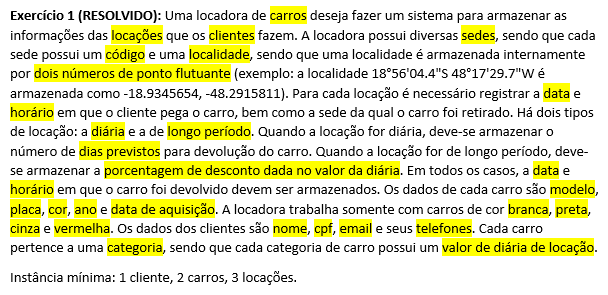 Exercício 1 (RESOLVIDO): Uma locadora de carros deseja fazer um sistema para armazenar as
informações das locações que os clientes fazem. A locadora possui diversas sedes, sendo que cada
sede possui um código e uma localidade, sendo que uma localidade é armazenada internamente
por dois números de ponto flutuante (exemplo: a localidade 18°56'04.4"S 48°17'29.7"W é
armazenada como -18.9345654, -48.2915811). Para cada locação é necessário registrar a data e
horário em que o cliente pega o carro, bem como a sede da qual o carro foi retirado. Há dois tipos
de locação: a diária e a de longo período. Quando a locação for diária, deve-se armazenar o
número de dias previstos para devolução do carro. Quando a locação for de longo período, deve-
se armazenar a porcentagem de desconto dada no valor da diária. Em todos os casos, a data e
horário em que o carro foi devolvido devem ser armazenados. Os dados de cada carro são modelo,
placa, cor, ano e data de aquisição. A locadora trabalha somente com carros de cor branca, preta,
cinza e vermelha. Os dados dos clientes são nome, cpf, email e seus telefones. Cada carro
pertence a uma categoria, sendo que cada categoria de carro possui um valor de diária de locação.
Instância mínima: 1 cliente, 2 carros, 3 locações.